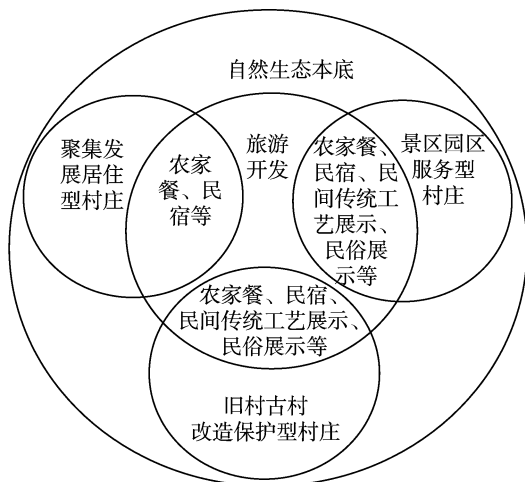 自然生态本底
聚集发
展居住
型村庄
农家
餐、民
宿等
旅游
开发
农家餐、
民宿、民
间传统工
艺展示、
民俗展
示等
景区园区
服务型
村庄
农家餐、民宿、
民间传统工艺展示、
民俗展示等
旧村古村
改造保护型村庄